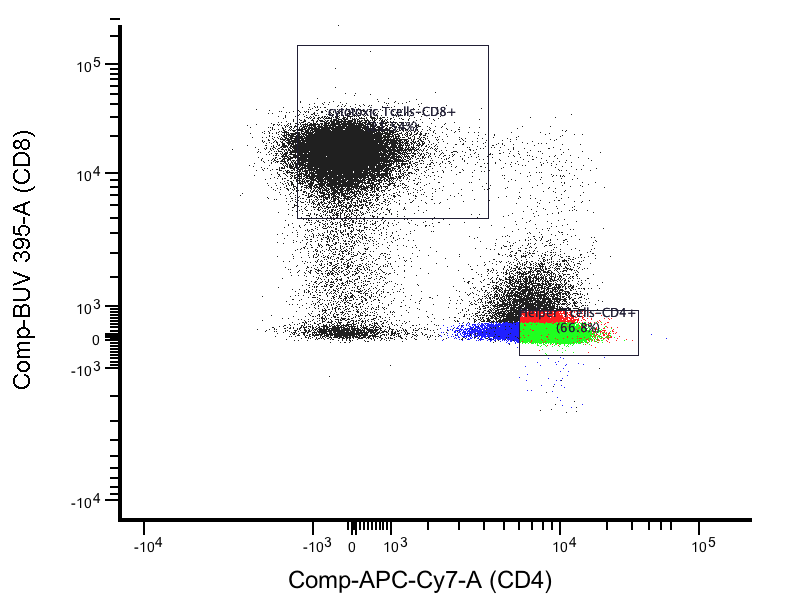 Comp-BUV 395-A (CD8)
10^5
cytotoxic Tcells-CD8+
10^4
10^3
Tcells-CD4+
(66.8%)
0
-10^3
-10^4
-10^4 -10^3 0 10^3 10^4 10^5
Comp-APC-Cy7-A (CD4)